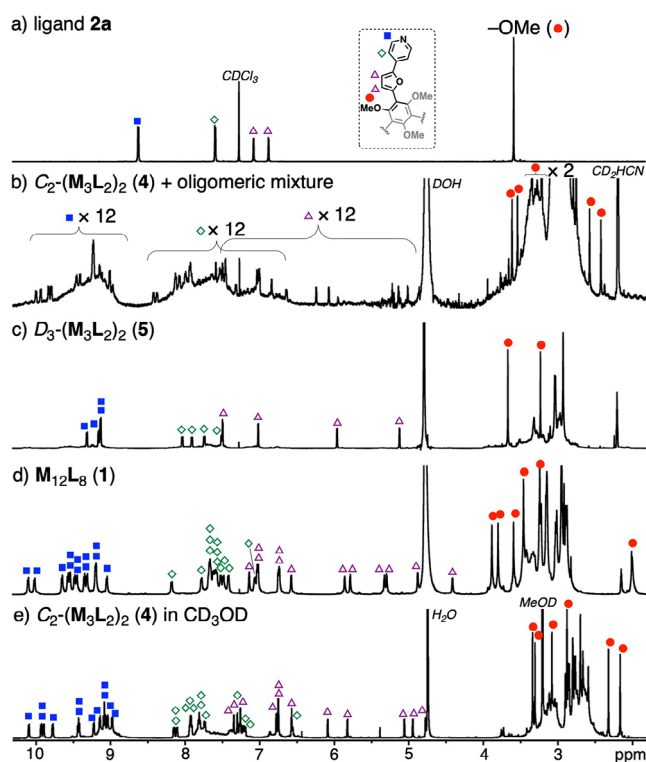 a) ligand 2a
–OMe (●)
CDCl₃
N
O
OMe
MeO
OMe
b) C₂-(M₃L₂)₂ (4) + oligomeric mixture
DOH
× 2
CD₂HCN
× 12
× 12
× 12
c) D₃-(M₃L₂)₂ (5)
d) M₁₂L₈ (1)
e) C₂-(M₃L₂)₂ (4) in CD₃OD
H₂O
MeOD
10 9 8 7 6 5 4 3 ppm